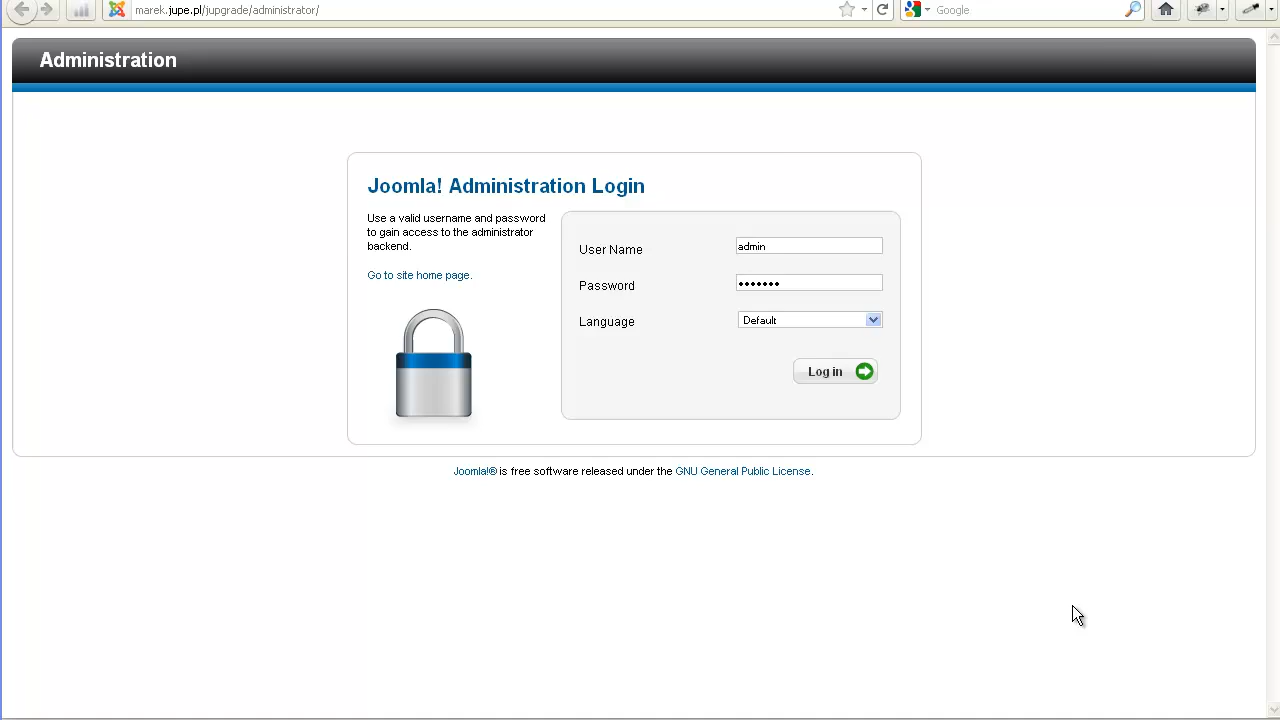 marek.jupe.pl/jupgrade/administrator/
Google
Administration
Joomla! Administration Login
Use a valid username and password
to gain access to the administrator
backend.
Go to site home page.
User Name
admin
Password
•••••••
Language
Default
Log in
Joomla!® is free software released under the GNU General Public License.